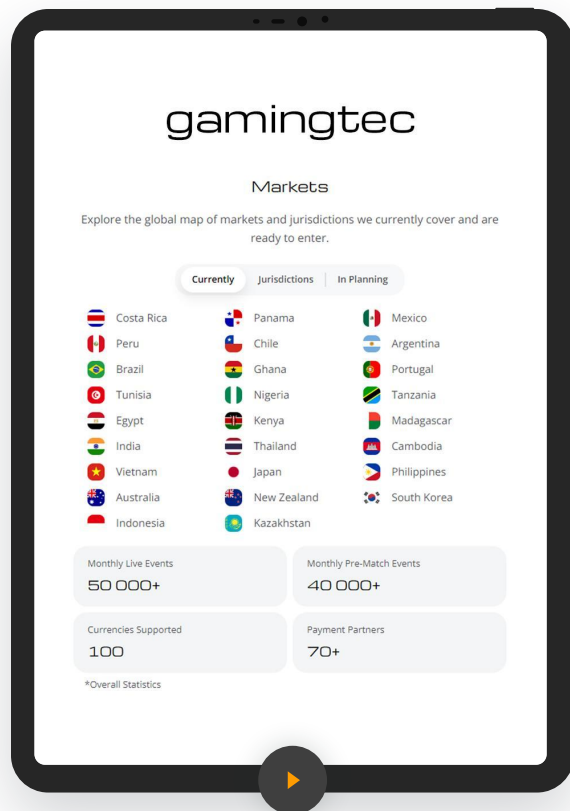 gamingtec
Markets
Explore the global map of markets and jurisdictions we currently cover and are
ready to enter.
Currently Jurisdictions In Planning
Costa Rica Panama Mexico
Peru Chile Argentina
Brazil Ghana Portugal
Tunisia Nigeria Tanzania
Egypt Kenya Madagascar
India Thailand Cambodia
Vietnam Japan Philippines
Australia New Zealand South Korea
Indonesia Kazakhstan
Monthly Live Events
50 000+
Monthly Pre-Match Events
40 000+
Currencies Supported
100
Payment Partners
70+
*Overall Statistics